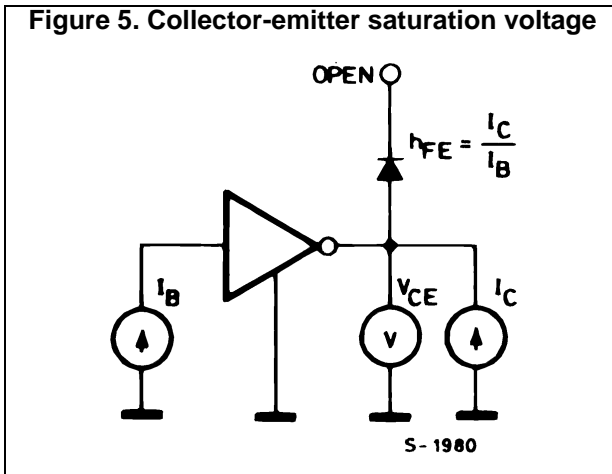 Figure 5. Collector-emitter saturation voltage
OPEN
hFE = IC
IB
IB
VCE
IC
V
S-1980